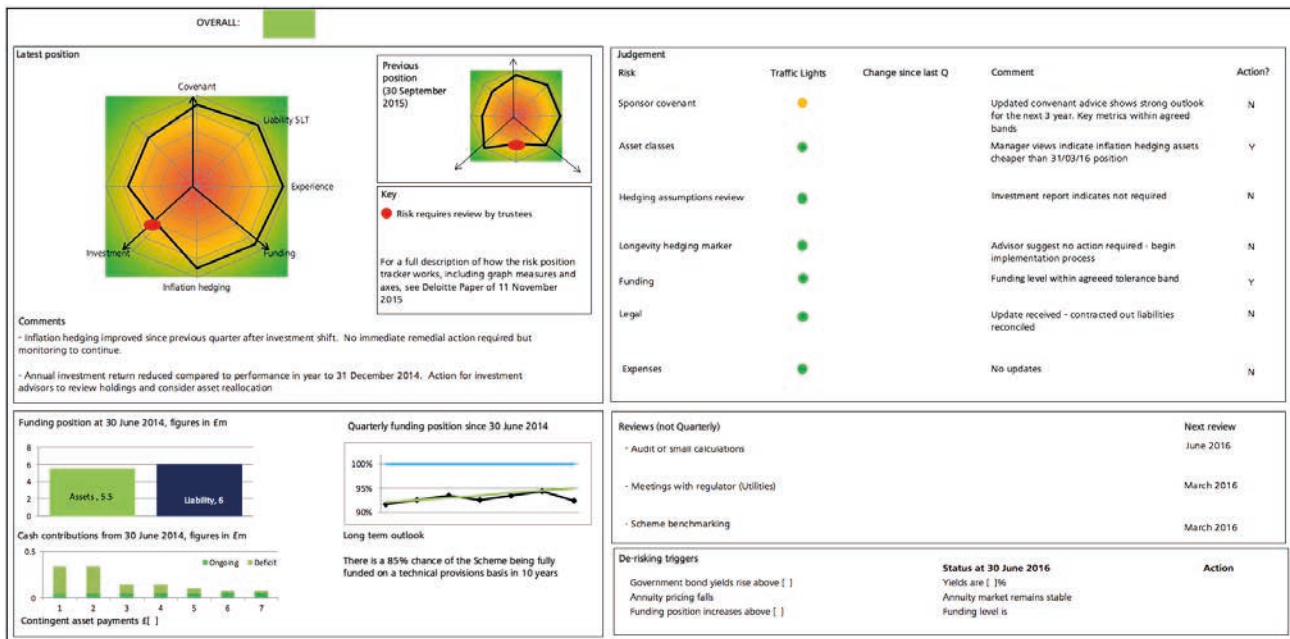 OVERALL:
Latest position
Covenant
Liability SLT
Experience
Funding
Inflation hedging
Investment
Previous
position
(30 September
2015)
Key
Risk requires review by trustees
For a full description of how the risk position
tracker works, including graph measures and
axes, see Deloitte Paper of 11 November
2015
Comments
- Inflation hedging improved since previous quarter after investment shift. No immediate remedial action required but
monitoring to continue.
- Annual investment return reduced compared to performance in year to 31 December 2014. Action for investment
advisors to review holdings and consider asset reallocation
Judgement
Risk Traffic Lights Change since last Q Comment Action?
Sponsor covenant Updated convenant advice shows strong outlook N
for the next 3 year. Key metrics within agreed
bands
Asset classes Manager views indicate inflation hedging assets Y
cheaper than 31/03/16 position
Hedging assumptions review Investment report indicates not required N
Longevity hedging marker Advisor suggest no action required - begin N
implementation process
Funding Funding level within agreeed tolerance band Y
Legal Update received - contracted out liabilities N
reconciled
Expenses No updates N
Funding position at 30 June 2014, figures in £m
8
6
4
2
0
Assets , 5.5
Liability, 6
Cash contributions from 30 June 2014, figures in £m
0.5
0
Ongoing Deficit
1 2 3 4 5 6 7
Contingent asset payments £[ ]
Quarterly funding position since 30 June 2014
100%
95%
90%
Long term outlook
There is a 85% chance of the Scheme being fully
funded on a technical provisions basis in 10 years
Reviews (not Quarterly) Next review
- Audit of small calculations June 2016
- Meetings with regulator (Utilities) March 2016
- Scheme benchmarking March 2016
De-risking triggers
Status at 30 June 2016 Action
Government bond yields rise above [ ] Yields are [ ]%
Annuity pricing falls Annuity market remains stable
Funding position increases above [ ] Funding level is